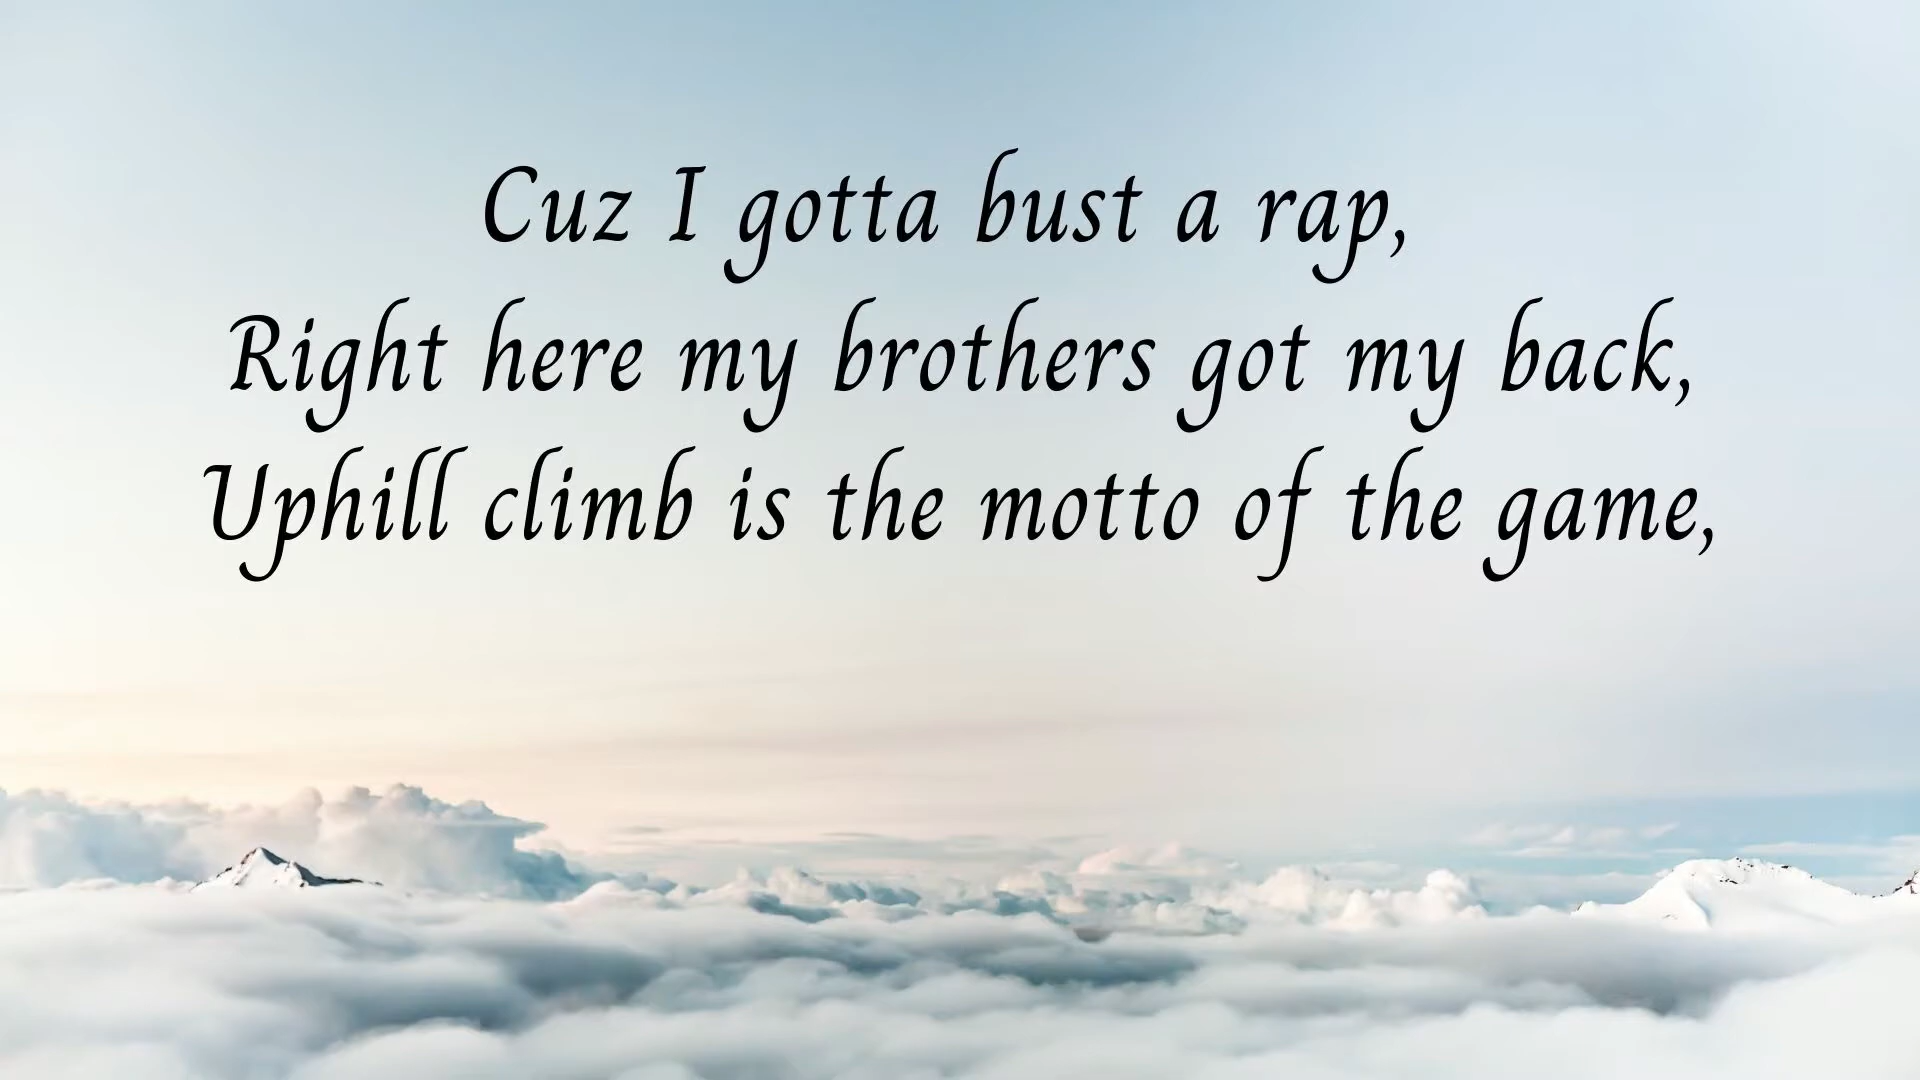 Cuz I gotta bust a rap,
Right here my brothers got my back,
Uphill climb is the motto of the game,